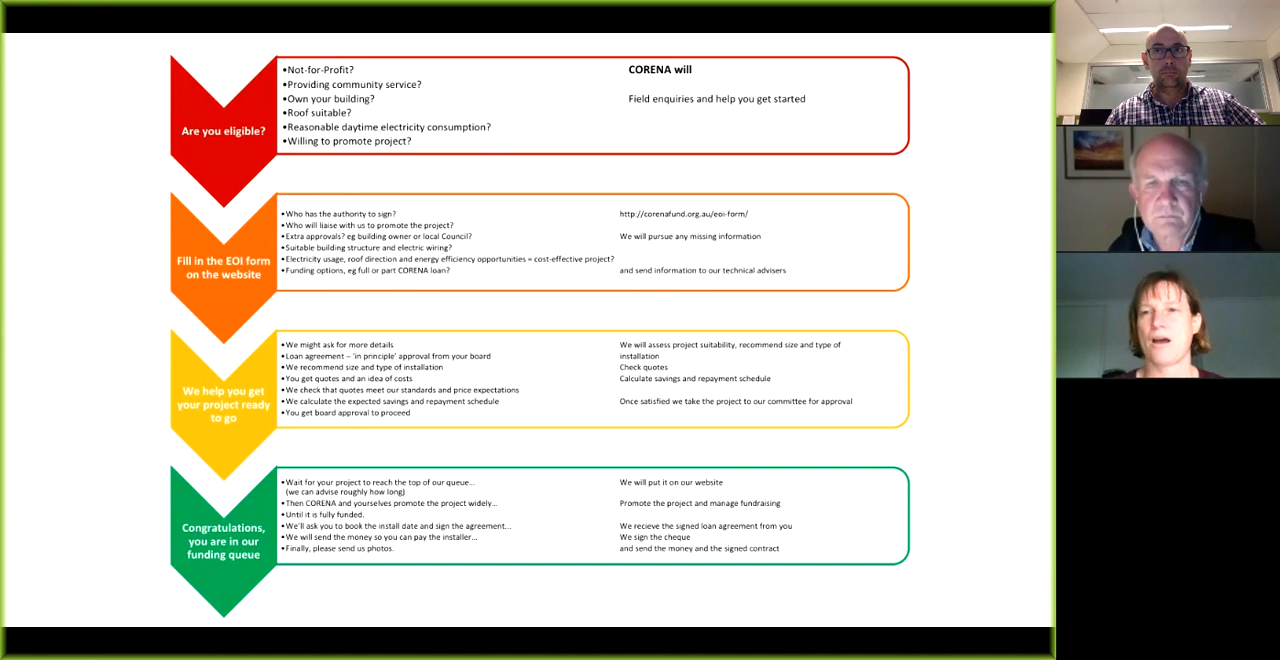 Are you eligible?
•Not-for-Profit?
•Providing community service?
•Own your building?
•Roof suitable?
•Reasonable daytime electricity consumption?
•Willing to promote project?
CORENA will
Field enquiries and help you get started
Fill in the EOI form
on the website
•Who has the authority to sign?
•Who will liaise with us to promote the project?
•Extra approvals? eg building owner or local Council?
•Suitable building structure and electric wiring?
•Electricity usage, roof direction and energy efficiency opportunities = cost-effective project?
•Funding options, eg full or part CORENA loan?
http://corenafund.org.au/eoi-form/
We will pursue any missing information
and send information to our technical advisers
We help you get
your project ready
to go
•We might ask for more details
•Loan agreement – 'in principle' approval from your board
•We recommend size and type of installation
•You get quotes and an idea of costs
•We check that quotes meet our standards and price expectations
•We calculate the expected savings and repayment schedule
•You get board approval to proceed
We will assess project suitability, recommend size and type of
installation
Check quotes
Calculate savings and repayment schedule
Once satisfied we take the project to our committee for approval
Congratulations,
you are in our
funding queue
•Wait for your project to reach the top of our queue...
(we can advise roughly how long)
•Then CORENA and yourselves promote the project widely...
•Until it is fully funded.
•We'll ask you to book the install date and sign the agreement...
•We will send the money so you can pay the installer...
•Finally, please send us photos.
We will put it on our website
Promote the project and manage fundraising
We recieve the signed loan agreement from you
We sign the cheque
and send the money and the signed contract